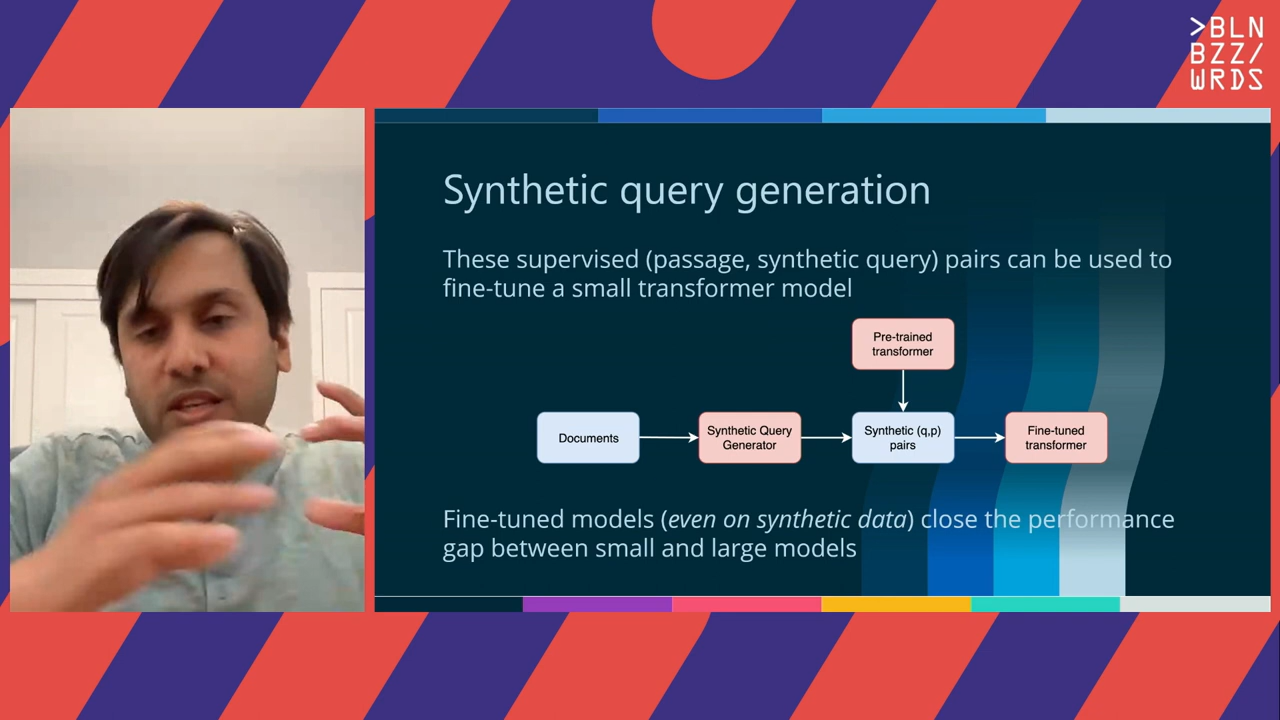 >BLN
BZZ/
WRDS
Synthetic query generation
These supervised (passage, synthetic query) pairs can be used to
fine-tune a small transformer model
Pre-trained
transformer
Documents
Synthetic Query
Generator
Synthetic (q,p)
pairs
Fine-tuned
transformer
Fine-tuned models (even on synthetic data) close the performance
gap between small and large models